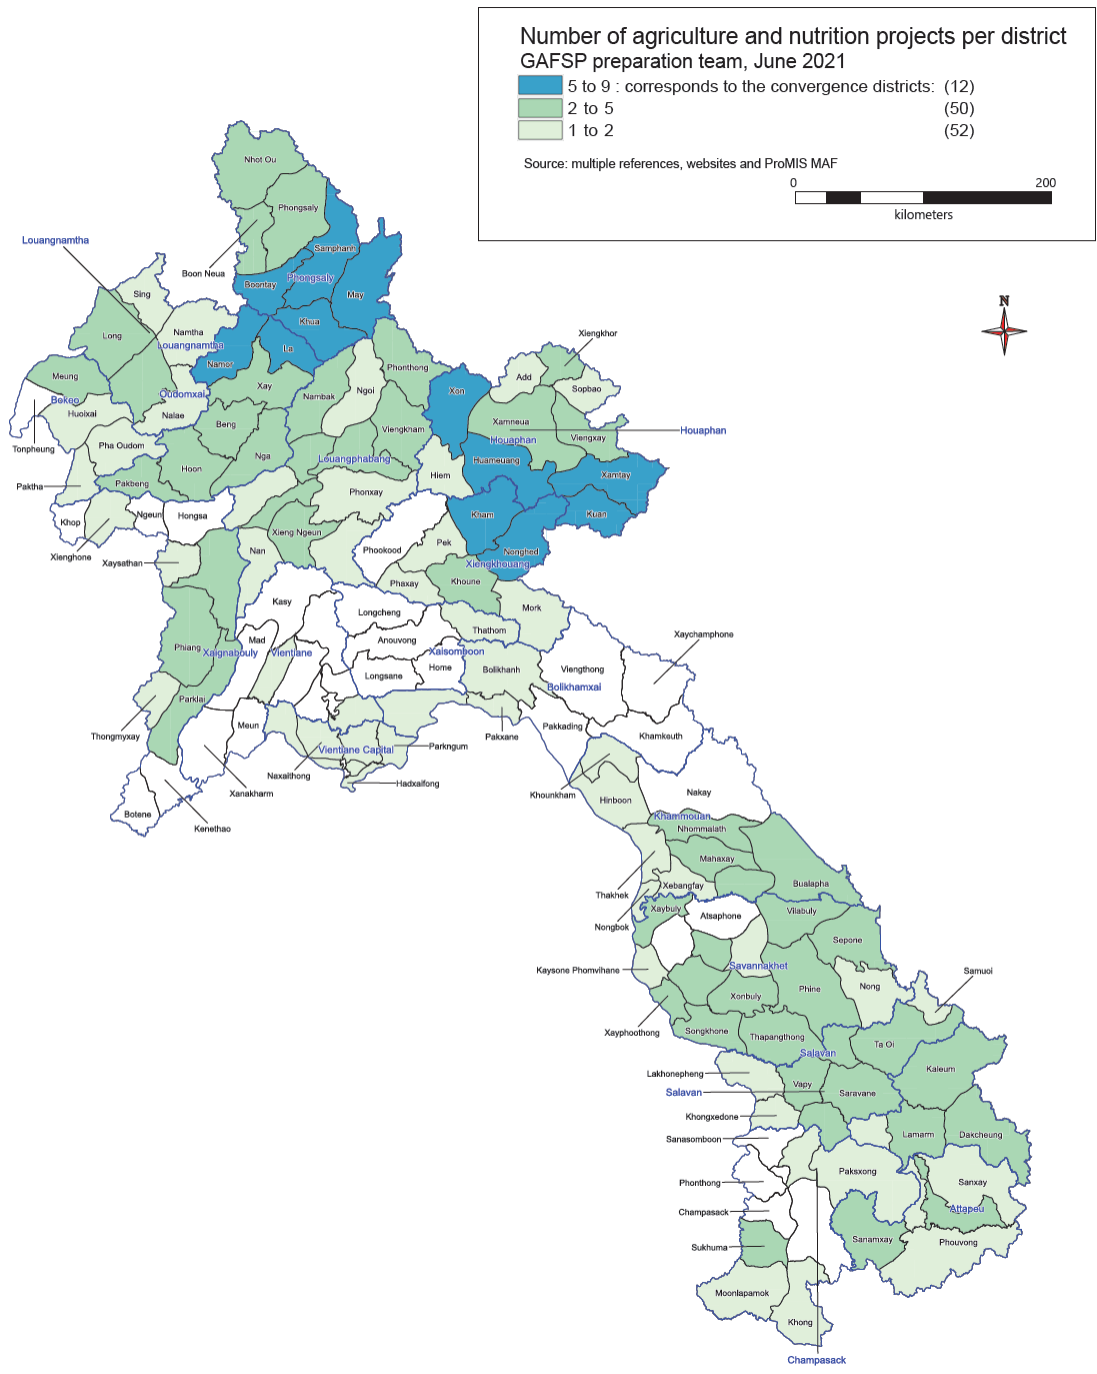 Number of agriculture and nutrition projects per district
GAFSP preparation team, June 2021
5 to 9 : corresponds to the convergence districts: (12)
2 to 5 (50)
1 to 2 (52)
Source: multiple references, websites and ProMIS MAF
0 200
kilometers
N
Nhot Ou
Phongsaly
Boon Neua
Samphanh
Phongsaly
Boontay
May
Khua
La
Namor
Louangnamtha
Sing
Namtha
Louangnamtha
Long
Meung
Bokeo
Huoixai
Tonpheung
Oudomxai
Nalae
Xay
Beng
Pha Oudom
Hoon
Nga
Pakbeng
Paktha
Khop
Xienghone
Ngeun
Hongsa
Xaysathan
Nambak
Ngoi
Phonthong
Viengkham
Louangphabang
Phonxay
Xieng Ngeun
Nan
Hiem
Xon
Add
Xiengkhor
Sopbao
Xamneua
Houaphan
Houaphan
Viengxay
Huameuang
Xamtay
Kuan
Kham
Nonghed
Xiengkhouang
Pek
Phookood
Phaxay
Khoune
Mork
Kasy
Longcheng
Anouvong
Thathom
Xaisomboon
Home
Longsane
Mad
Vientiane
Phiang
Xaignabouly
Parklai
Thongmyxay
Meun
Xanakharm
Kenethao
Botene
Naxaithong
Vientiane Capital
Parkngum
Hadxaifong
Bolikhanh
Pakxane
Viengthong
Bolikhamxai
Pakkading
Xaychamphone
Khamkeuth
Khounkham
Hinboon
Nakay
Khammouan
Nhommalath
Mahaxay
Bualapha
Thakhek
Xebangfay
Nongbok
Xaybuly
Atsaphone
Vilabuly
Sepone
Kaysone Phomvihane
Savannakhet
Nong
Samuoi
Phine
Xonbuly
Xayphoothong
Songkhone
Thapangthong
Ta Oi
Salavan
Kaleum
Lakhonepheng
Vapy
Salavan
Saravane
Khongxedone
Lamarm
Dakcheung
Sanasomboon
Paksxong
Sanxay
Phonthong
Champasack
Attapeu
Sukhuma
Sanamxay
Phouvong
Moonlapamok
Khong
Champasack